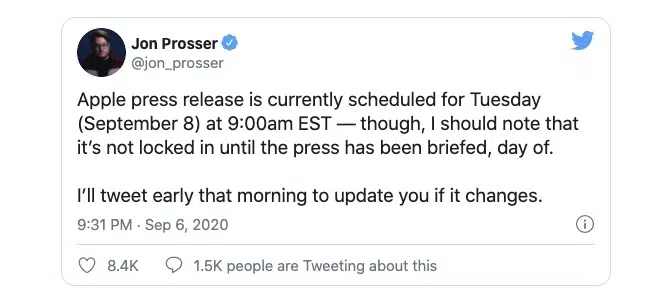 Jon Prosser
@jon_prosser
Apple press release is currently scheduled for Tuesday
(September 8) at 9:00am EST — though, I should note that
it’s not locked in until the press has been briefed, day of.
I’ll tweet early that morning to update you if it changes.
9:31 PM · Sep 6, 2020
8.4K 1.5K people are Tweeting about this